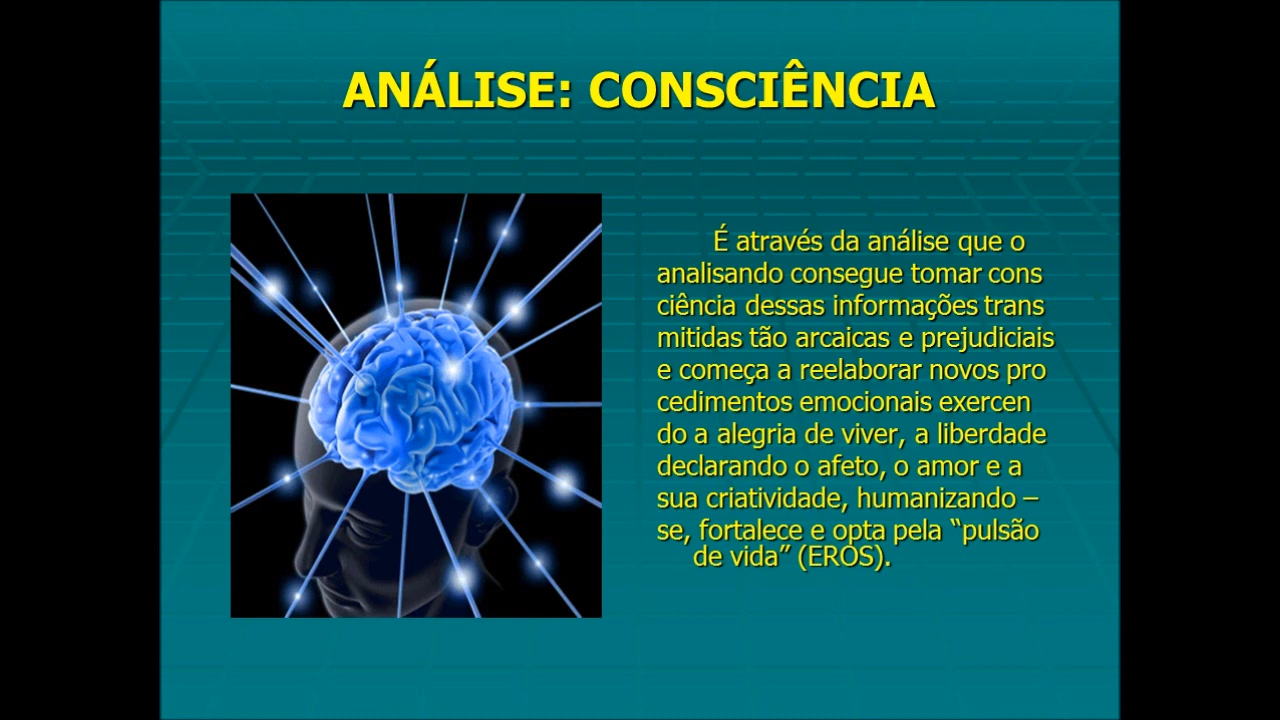 ANÁLISE: CONSCIÊNCIA
É através da análise que o
analisando consegue tomar cons
ciência dessas informações trans
mitidas tão arcaicas e prejudiciais
e começa a reelaborar novos pro
cedimentos emocionais exercen
do a alegria de viver, a liberdade
declarando o afeto, o amor e a
sua criatividade, humanizando –
se, fortalece e opta pela “pulsão
de vida” (EROS).